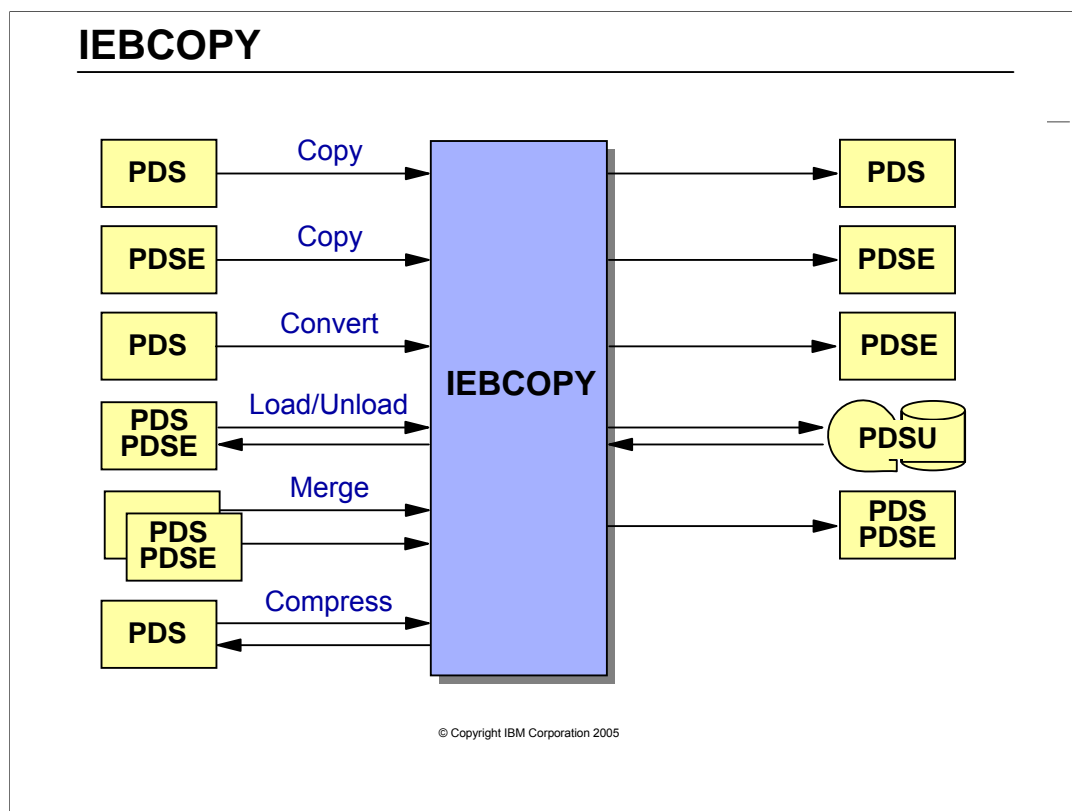 IEBCOPY
PDS
Copy
PDS
PDSE
Copy
PDSE
PDS
Convert
PDSE
IEBCOPY
PDS
PDSE
Load/Unload
PDSU
Merge
PDS
PDSE
PDS
PDSE
PDS
Compress
© Copyright IBM Corporation 2005